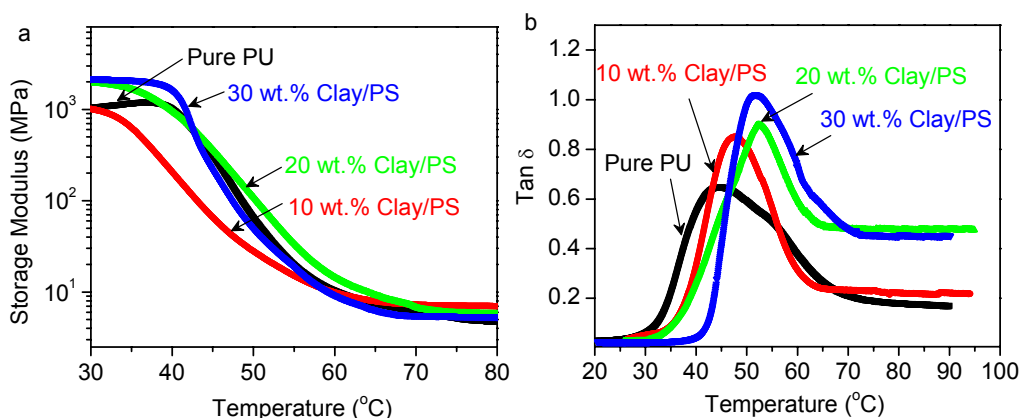 a
Pure PU
30 wt.% Clay/PS
20 wt.% Clay/PS
10 wt.% Clay/PS
Storage Modulus (MPa)
10³
10²
10¹
30 40 50 60 70 80
Temperature (°C)
b
10 wt.% Clay/PS
20 wt.% Clay/PS
30 wt.% Clay/PS
Pure PU
Tan δ
1.2
1.0
0.8
0.6
0.4
0.2
20 30 40 50 60 70 80 90 100
Temperature (°C)